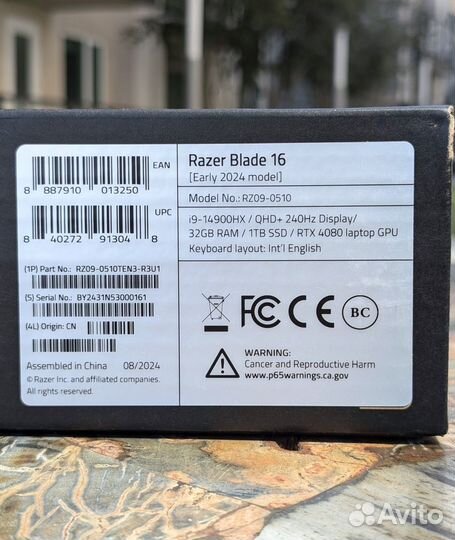 EAN
8 887910 013250
UPC
8 40272 91304 8
(1P) Part No.: RZ09-0510TEN3-R3U1
(S) Serial No.: BY2431N53000161
(4L) Origin: CN
Assembled in China 08/2024
© Razer Inc. and affiliated companies.
All rights reserved.
Razer Blade 16
[Early 2024 model]
Model No.: RZ09-0510
i9-14900HX / QHD+ 240Hz Display/
32GB RAM / 1TB SSD / RTX 4080 laptop GPU
Keyboard layout: Int'l English
FC CE BC
WARNING:
Cancer and Reproductive Harm
www.p65warnings.ca.gov
Avito